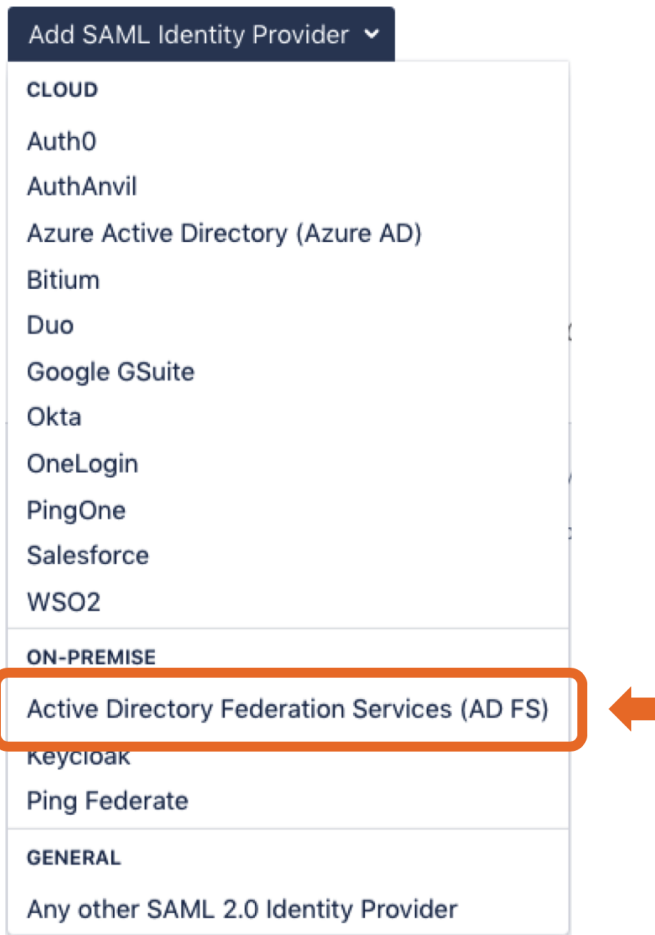 Add SAML Identity Provider
CLOUD
Auth0
AuthAnvil
Azure Active Directory (Azure AD)
Bitium
Duo
Google GSuite
Okta
OneLogin
PingOne
Salesforce
WSO2
ON-PREMISE
Active Directory Federation Services (AD FS)
Keycloak
Ping Federate
GENERAL
Any other SAML 2.0 Identity Provider